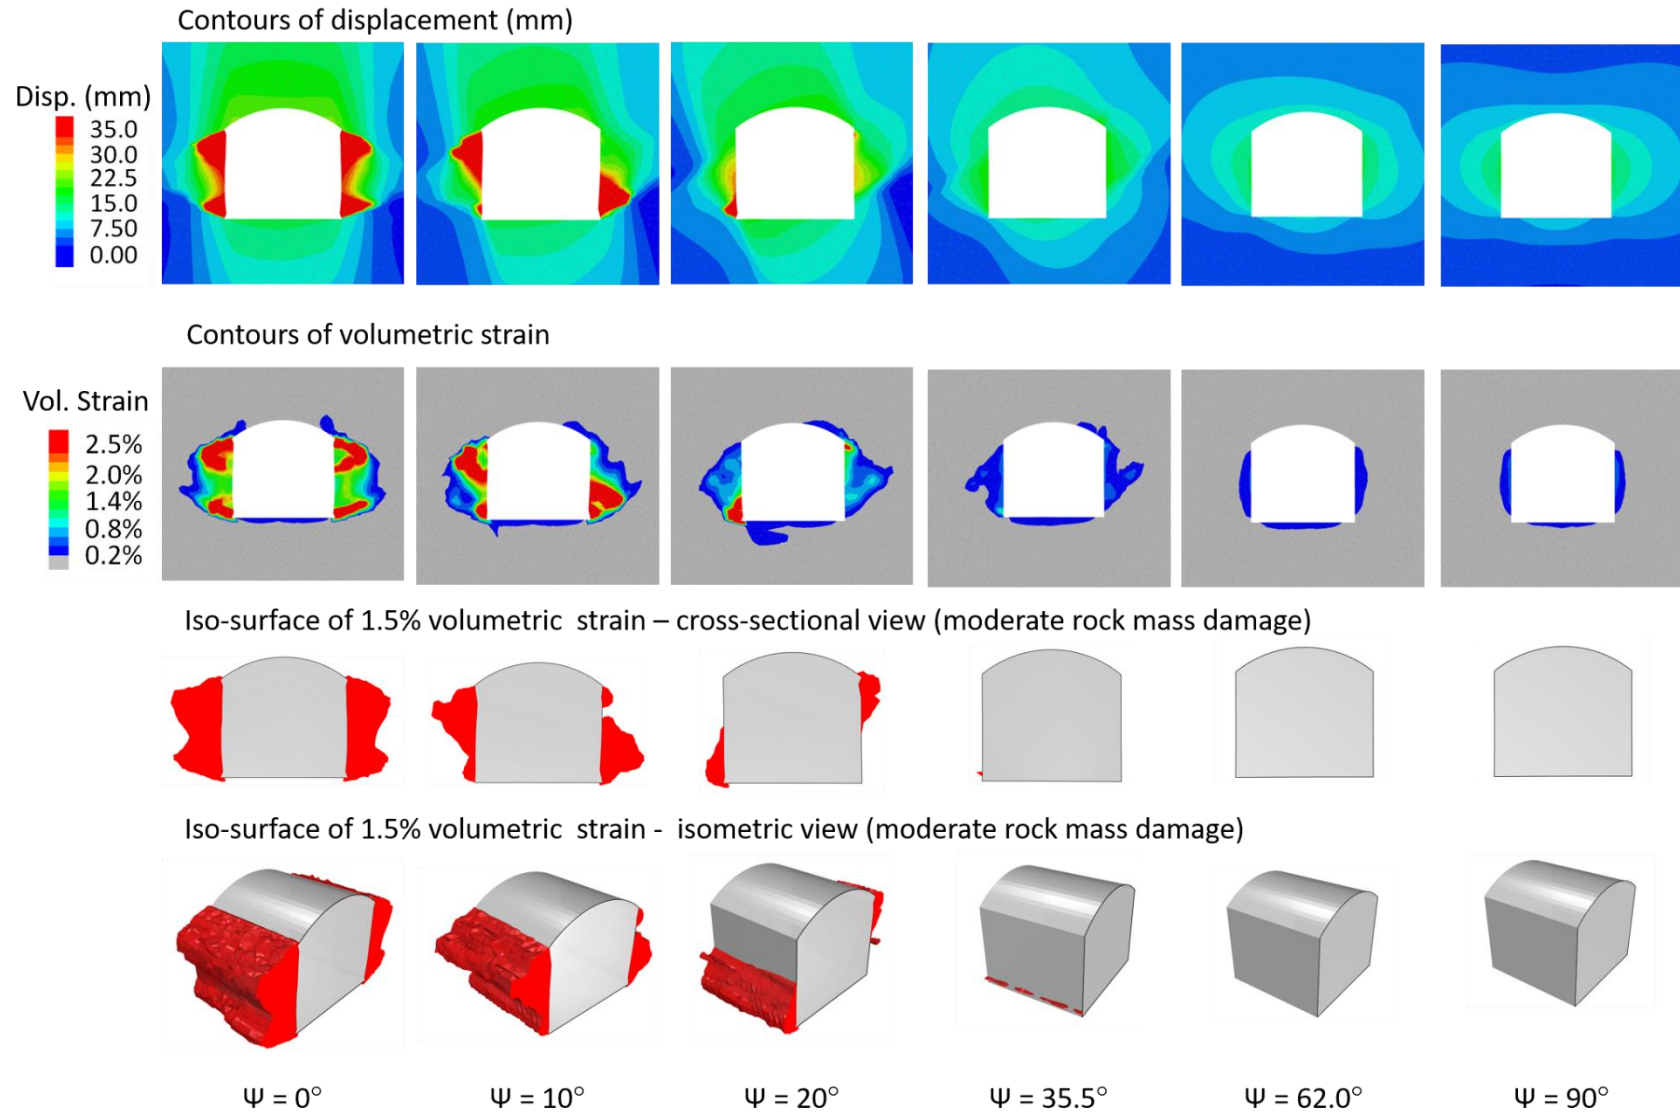 Contours of displacement (mm)
Disp. (mm)
35.0
30.0
22.5
15.0
7.50
0.00
Contours of volumetric strain
Vol. Strain
2.5%
2.0%
1.4%
0.8%
0.2%
Iso-surface of 1.5% volumetric strain – cross-sectional view (moderate rock mass damage)
Iso-surface of 1.5% volumetric strain - isometric view (moderate rock mass damage)
Ψ = 0° Ψ = 10° Ψ = 20° Ψ = 35.5° Ψ = 62.0° Ψ = 90°